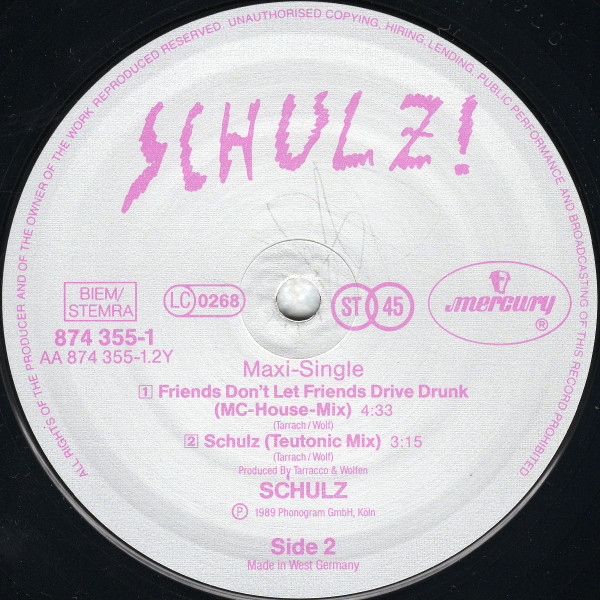 ALL RIGHTS OF THE PRODUCER AND OF THE OWNER OF THE WORK REPRODUCED RESERVED. UNAUTHORISED COPYING, HIRING, LENDING, PUBLIC PERFORMANCE AND BROADCASTING OF THIS RECORD PROHIBITED
SCHULZ!
BIEM/
STEMRA
LC 0268
ST 45
mercury ®
874 355-1
AA 874 355-1.2Y
Maxi-Single
1 Friends Don't Let Friends Drive Drunk
(MC-House-Mix) 4:33
(Tarrach/Wolf)
2 Schulz (Teutonic Mix) 3:15
(Tarrach/Wolf)
Produced By Tarracco & Wolfen
SCHULZ
℗ 1989 Phonogram GmbH, Köln
Side 2
Made in West Germany